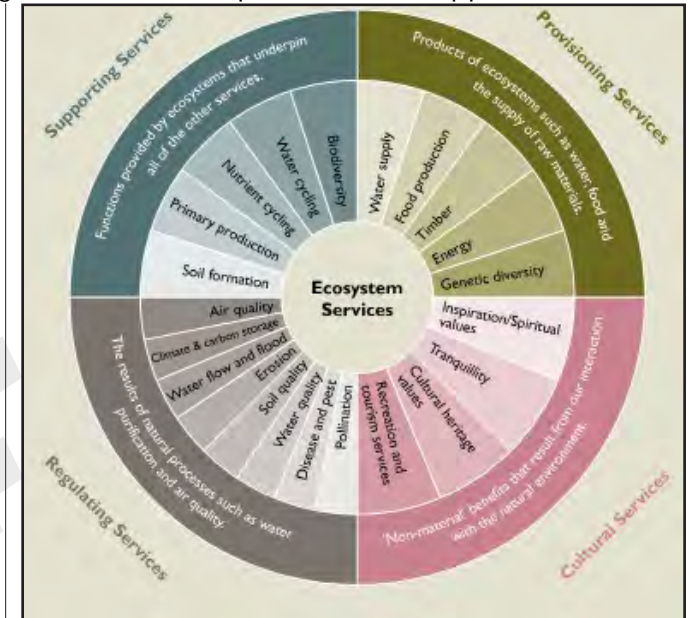 Supporting Services
Functions provided by ecosystems that underpin
all of the other services.
Biodiversity
Water cycling
Nutrient cycling
Primary production
Soil formation
Provisioning Services
Products of ecosystems such as water, food and
the supply of raw materials.
Water supply
Food production
Timber
Energy
Genetic diversity
Ecosystem
Services
Regulating Services
The results of natural processes such as water
purification and air quality.
Air quality
Climate & carbon storage
Water flow and flood
Erosion
Soil quality
Water quality
Disease and pest
Pollination
Cultural Services
'Non-material' benefits that result from our interaction
with the natural environment.
Inspiration/Spiritual
values
Tranquility
Cultural heritage
values
Recreation and
tourism services